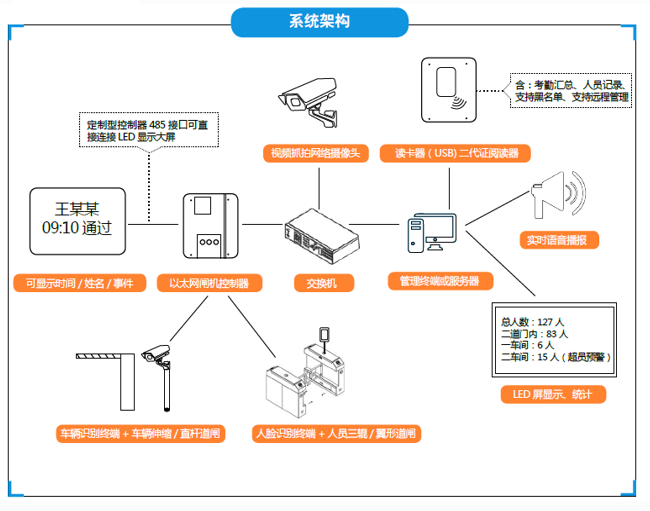 系统架构
含：考勤汇总、人员记录、
支持黑名单、支持远程管理
定制型控制器 485 接口可直
接连接 LED 显示大屏
视频抓拍网络摄像头
读卡器（USB) 二代证阅读器
王某某
09:10 通过
实时语音播报
可显示时间 / 姓名 / 事件
以太网闸机控制器
交换机
管理终端或服务器
总人数：127 人
二道门内：83 人
一车间：6 人
二车间：15 人（超员预警）
LED 屏显示、统计
车辆识别终端 + 车辆伸缩 / 直杆道闸
人脸识别终端 + 人员三辊 / 翼形道闸